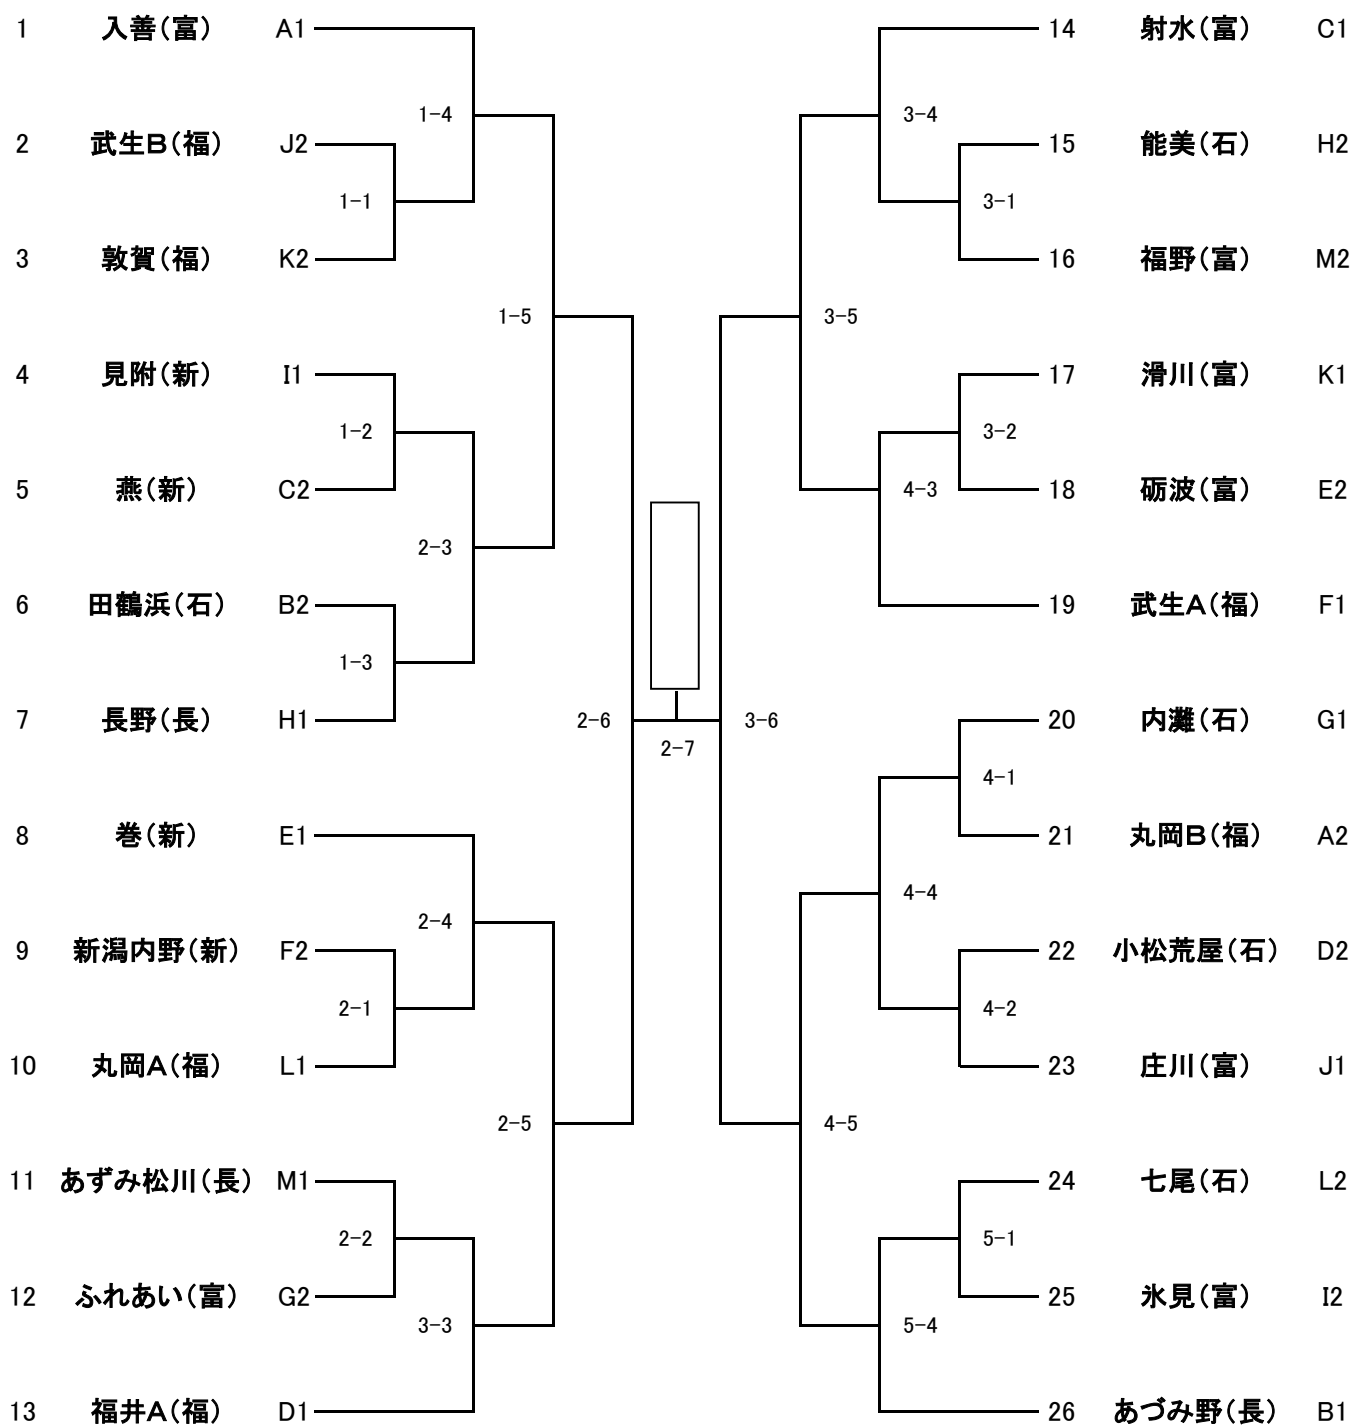 1 入善(富) A1
14 射水(富) C1
1-4
3-4
2 武生B(福) J2
15 能美(石) H2
1-1
3-1
3 敦賀(福) K2
16 福野(富) M2
1-5
3-5
4 見附(新) I1
17 滑川(富) K1
1-2
3-2
5 燕(新) C2
4-3
18 砺波(富) E2
2-3
6 田鶴浜(石) B2
19 武生A(福) F1
1-3
7 長野(長) H1
2-6
3-6
20 内灘(石) G1
2-7
4-1
8 巻(新) E1
21 丸岡B(福) A2
2-4
4-4
9 新潟内野(新) F2
22 小松荒屋(石) D2
2-1
4-2
10 丸岡A(福) L1
23 庄川(富) J1
2-5
4-5
11 あずみ松川(長) M1
24 七尾(石) L2
2-2
5-1
12 ふれあい(富) G2
25 氷見(富) I2
3-3
5-4
13 福井A(福) D1
26 あづみ野(長) B1